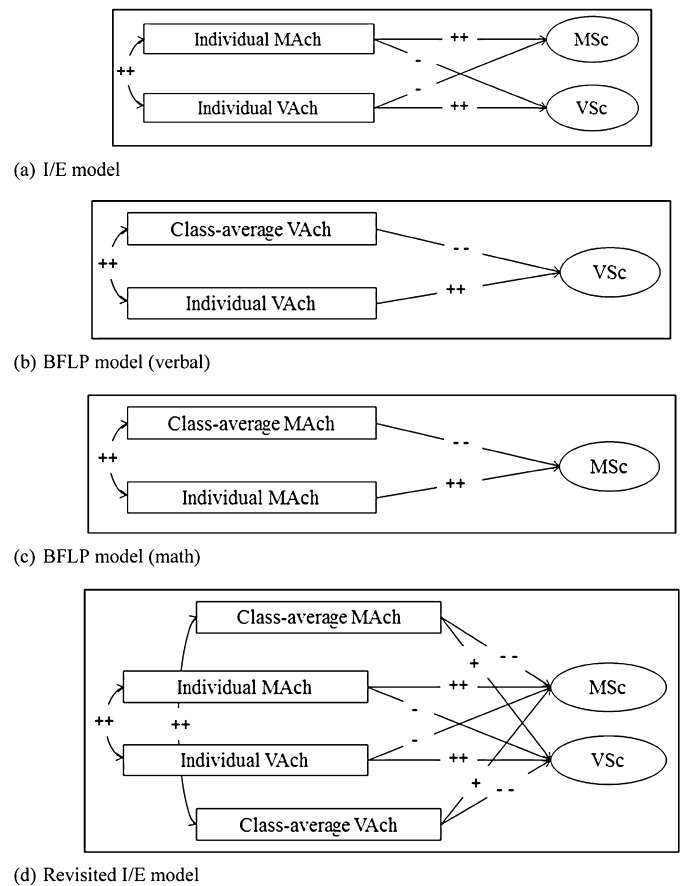 Individual MAch ++ MSc
++ -
-
Individual VAch ++ VSc
(a) I/E model
Class-average VAch
--
++ VSc
++
Individual VAch
(b) BFLP model (verbal)
Class-average MAch
--
++ MSc
++
Individual MAch
(c) BFLP model (math)
Class-average MAch
--
+
Individual MAch ++ MSc
-
++ ++
-
Individual VAch ++ VSc
+
--
Class-average VAch
(d) Revisited I/E model